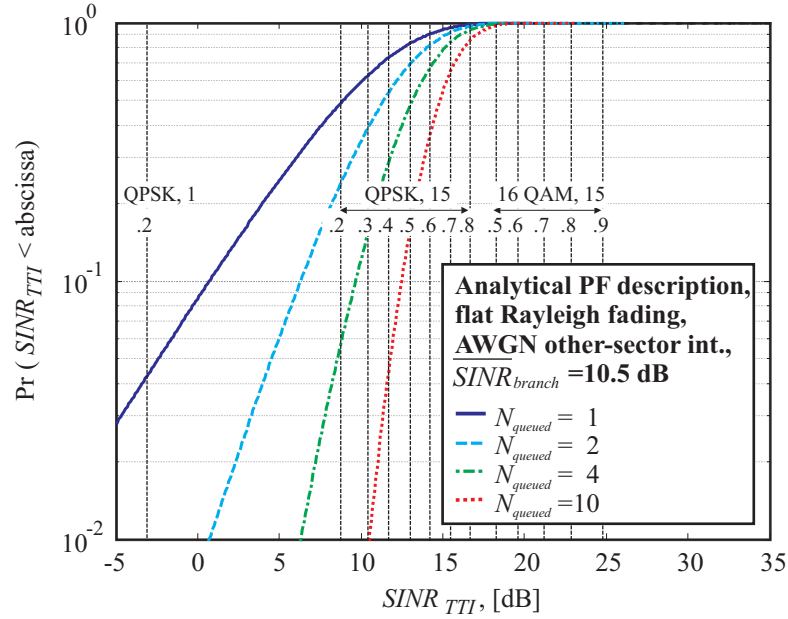 10^0
10^-1
10^-2
Pr ( SINR_TTI < abscissa)
QPSK, 1
.2
QPSK, 15
.2 .3 .4 .5 .6 .7 .8
16 QAM, 15
.5 .6 .7 .8 .9
Analytical PF description,
flat Rayleigh fading,
AWGN other-sector int.,
SINR_branch =10.5 dB
N_queued = 1
N_queued = 2
N_queued = 4
N_queued =10
-5 0 5 10 15 20 25 30 35
SINR_TTI, [dB]